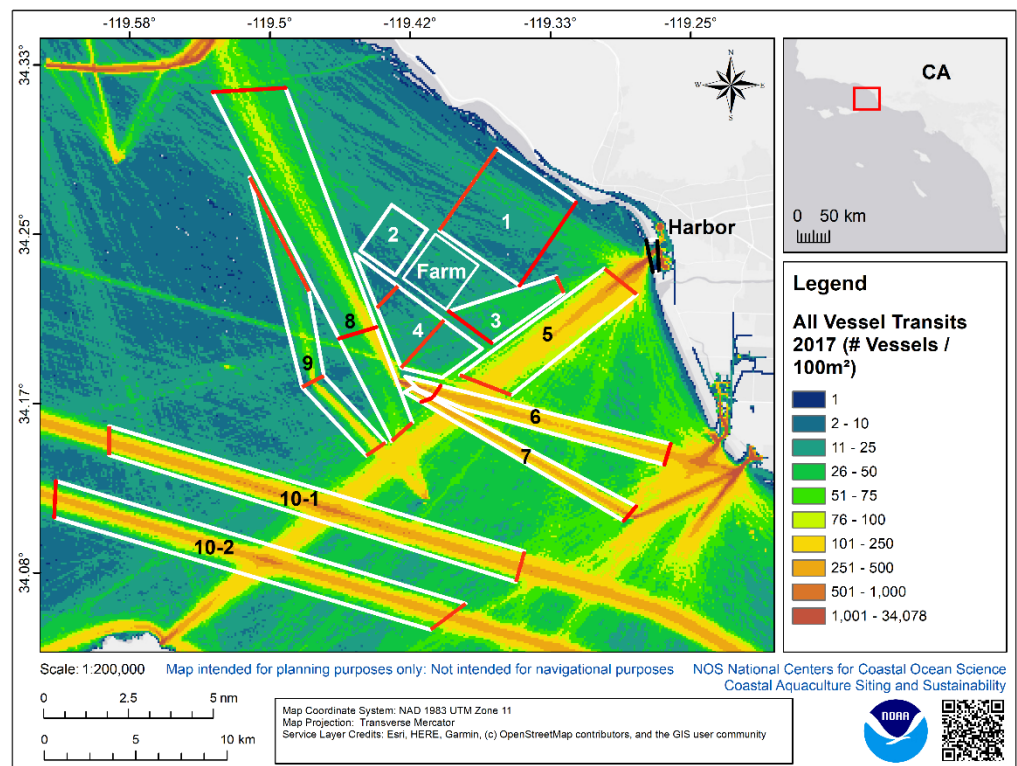 -119.58°
-119.5°
-119.42°
-119.33°
-119.25°
34.33°
34.25°
34.17°
34.08°
N
W
E
S
1
2
Farm
Harbor
3
4
5
8
9
6
7
10-1
10-2
CA
0 50 km
Legend
All Vessel Transits
2017 (# Vessels /
100m²)
1
2 - 10
11 - 25
26 - 50
51 - 75
76 - 100
101 - 250
251 - 500
501 - 1,000
1,001 - 34,078
Scale: 1:200,000
Map intended for planning purposes only: Not intended for navigational purposes
NOS National Centers for Coastal Ocean Science
Coastal Aquaculture Siting and Sustainability
0 2.5 5 nm
0 5 10 km
Map Coordinate System: NAD 1983 UTM Zone 11
Map Projection: Transverse Mercator
Service Layer Credits: Esri, HERE, Garmin, (c) OpenStreetMap contributors, and the GIS user community
NOAA